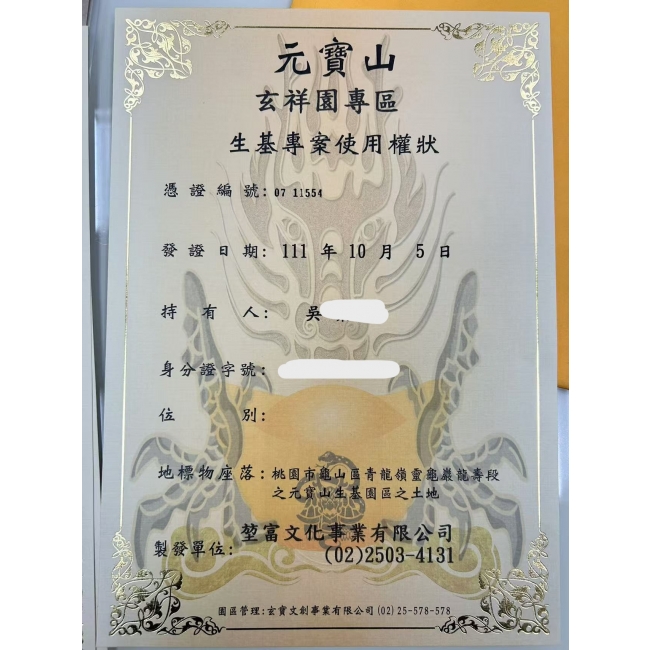 元寶山
玄祥園專區
生基專案使用權狀
憑證編號:07 11554
發證日期:111 年 10 月 5 日
持有人:吳
身分證字號:
位別:
地標物座落:桃園市龜山區青龍嶺靈龜巖龍壽段
之元寶山生基園區之土地
製發單位:堃富文化事業有限公司
(02)2503-4131
園區管理:玄寶文創事業有限公司(02)25-578-578